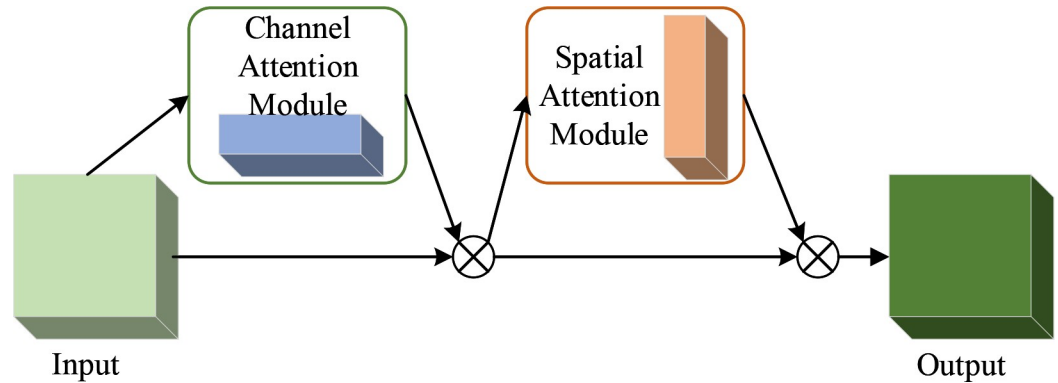 Channel
Attention
Module
Spatial
Attention
Module
Input
Output